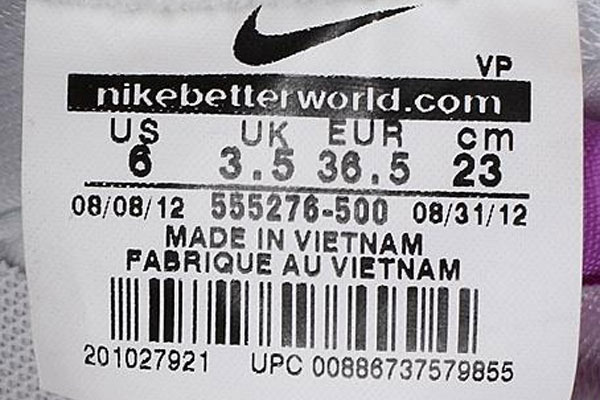 VP
nikebetterworld.com
US UK EUR cm
6 3.5 36.5 23
08/08/12 555276-500 08/31/12
MADE IN VIETNAM
FABRIQUE AU VIETNAM
201027921 UPC 00886737579855